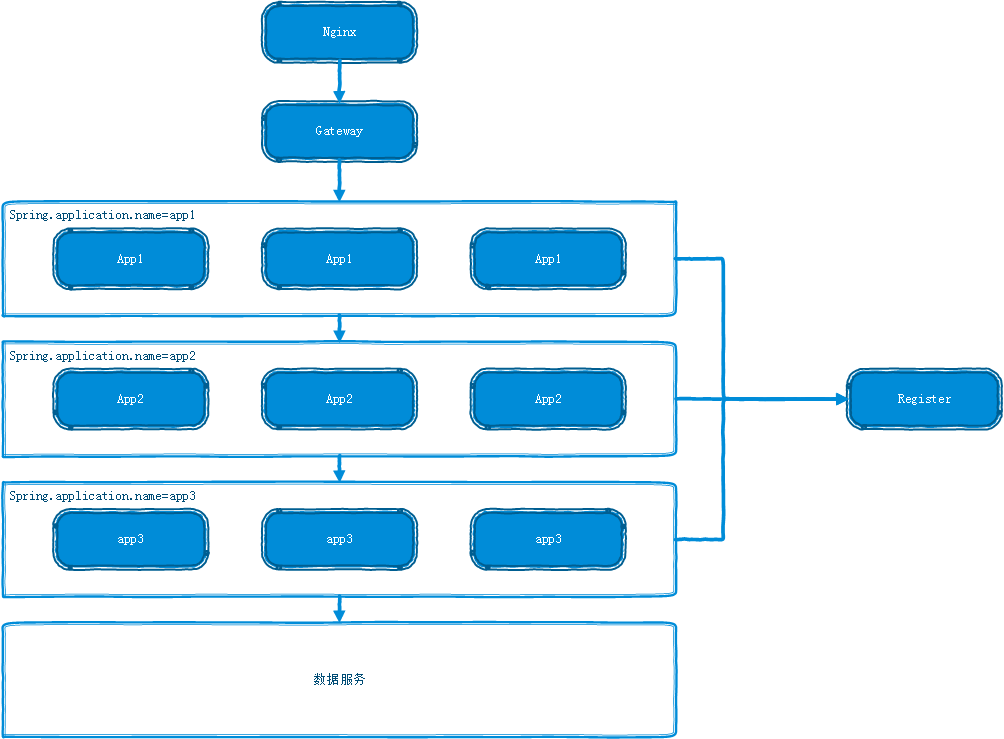 Nginx
Gateway
Spring.application.name=app1
App1
App1
App1
Spring.application.name=app2
App2
App2
App2
Register
Spring.application.name=app3
app3
app3
app3
数据服务